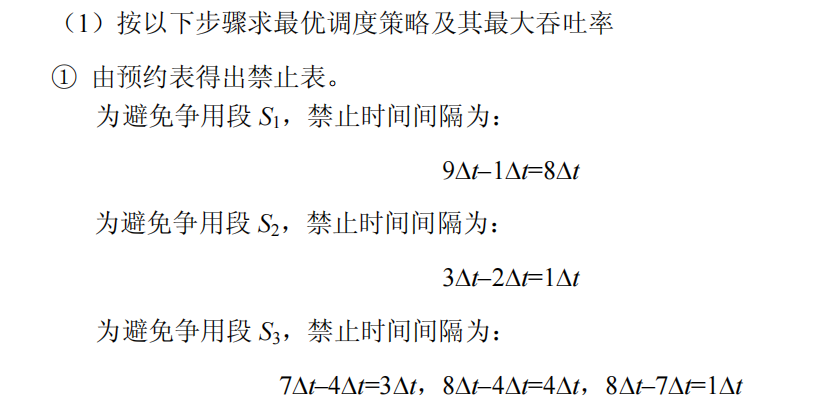 （1）按以下步骤求最优调度策略及其最大吞吐率
① 由预约表得出禁止表。
为避免争用段 S₁，禁止时间间隔为：
9Δt–1Δt=8Δt
为避免争用段 S₂，禁止时间间隔为：
3Δt–2Δt=1Δt
为避免争用段 S₃，禁止时间间隔为：
7Δt–4Δt=3Δt，8Δt–4Δt=4Δt，8Δt–7Δt=1Δt